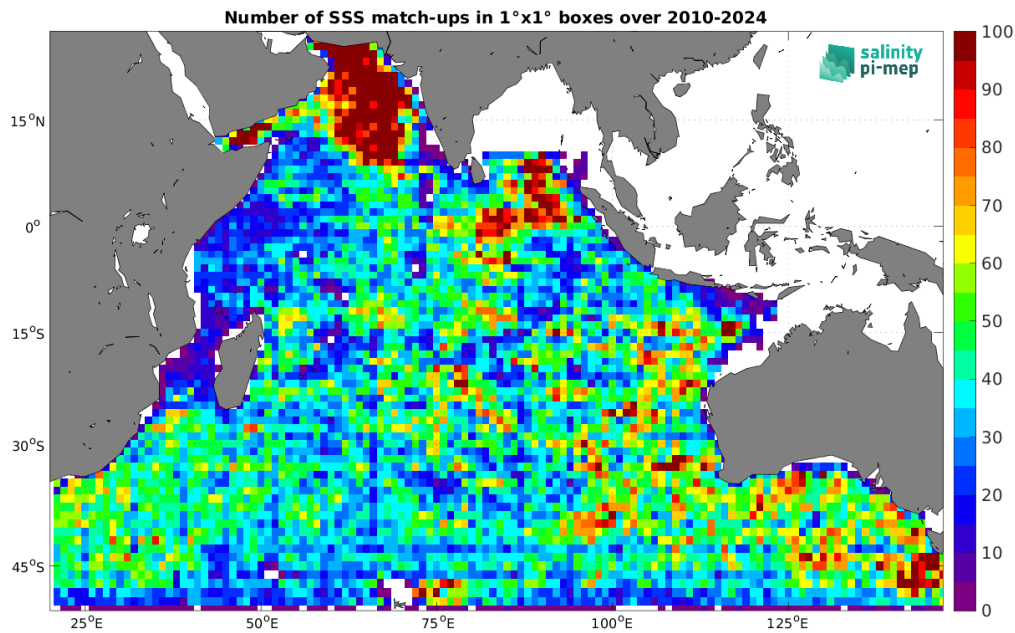 Number of SSS match-ups in 1°x1° boxes over 2010-2024
salinity
pi-mep
100
90
80
70
60
50
40
30
20
10
0
15°N
0°
15°S
30°S
45°S
25°E
50°E
75°E
100°E
125°E